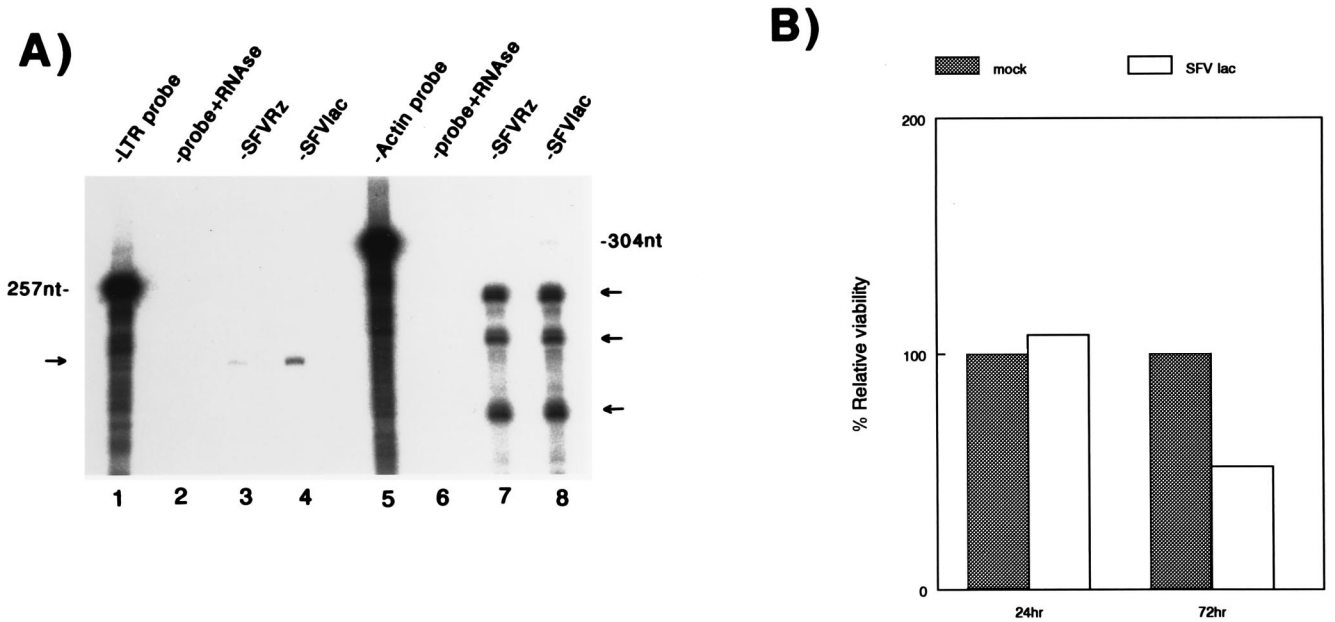 A)
-LTR probe
-probe+RNAse
-SFVRz
-SFVlac
-Actin probe
-probe+RNAse
-SFVRz
-SFVlac
257nt-
-304nt
1 2 3 4 5 6 7 8
B)
mock
SFV lac
200
100
0
% Relative viability
24hr
72hr